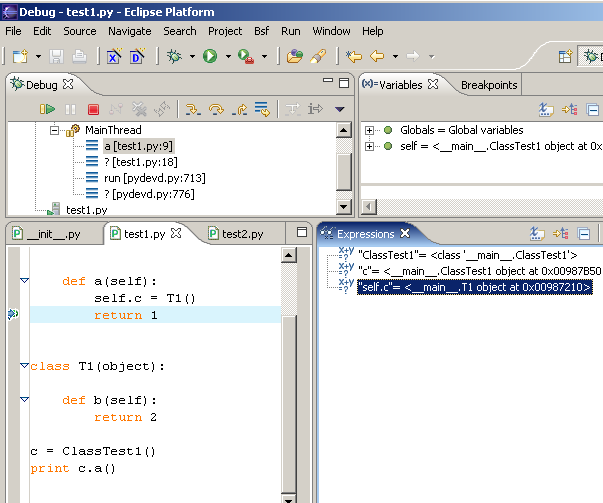 Debug - test1.py - Eclipse Platform
File Edit Source Navigate Search Project Bsf Run Window Help
Debug
Debug
MainThread
a [test1.py:9]
? [test1.py:18]
run [pydevd.py:713]
? [pydevd.py:776]
test1.py
(x)= Variables Breakpoints
Globals = Global variables
self = <__main__.ClassTest1 object at 0x
__init__.py test1.py test2.py
def a(self):
self.c = T1()
return 1
class T1(object):
def b(self):
return 2
c = ClassTest1()
print c.a()
Expressions
"ClassTest1"= <class '__main__.ClassTest1'>
"c"= <__main__.ClassTest1 object at 0x00987B50
"self.c"= <__main__.T1 object at 0x00987210>